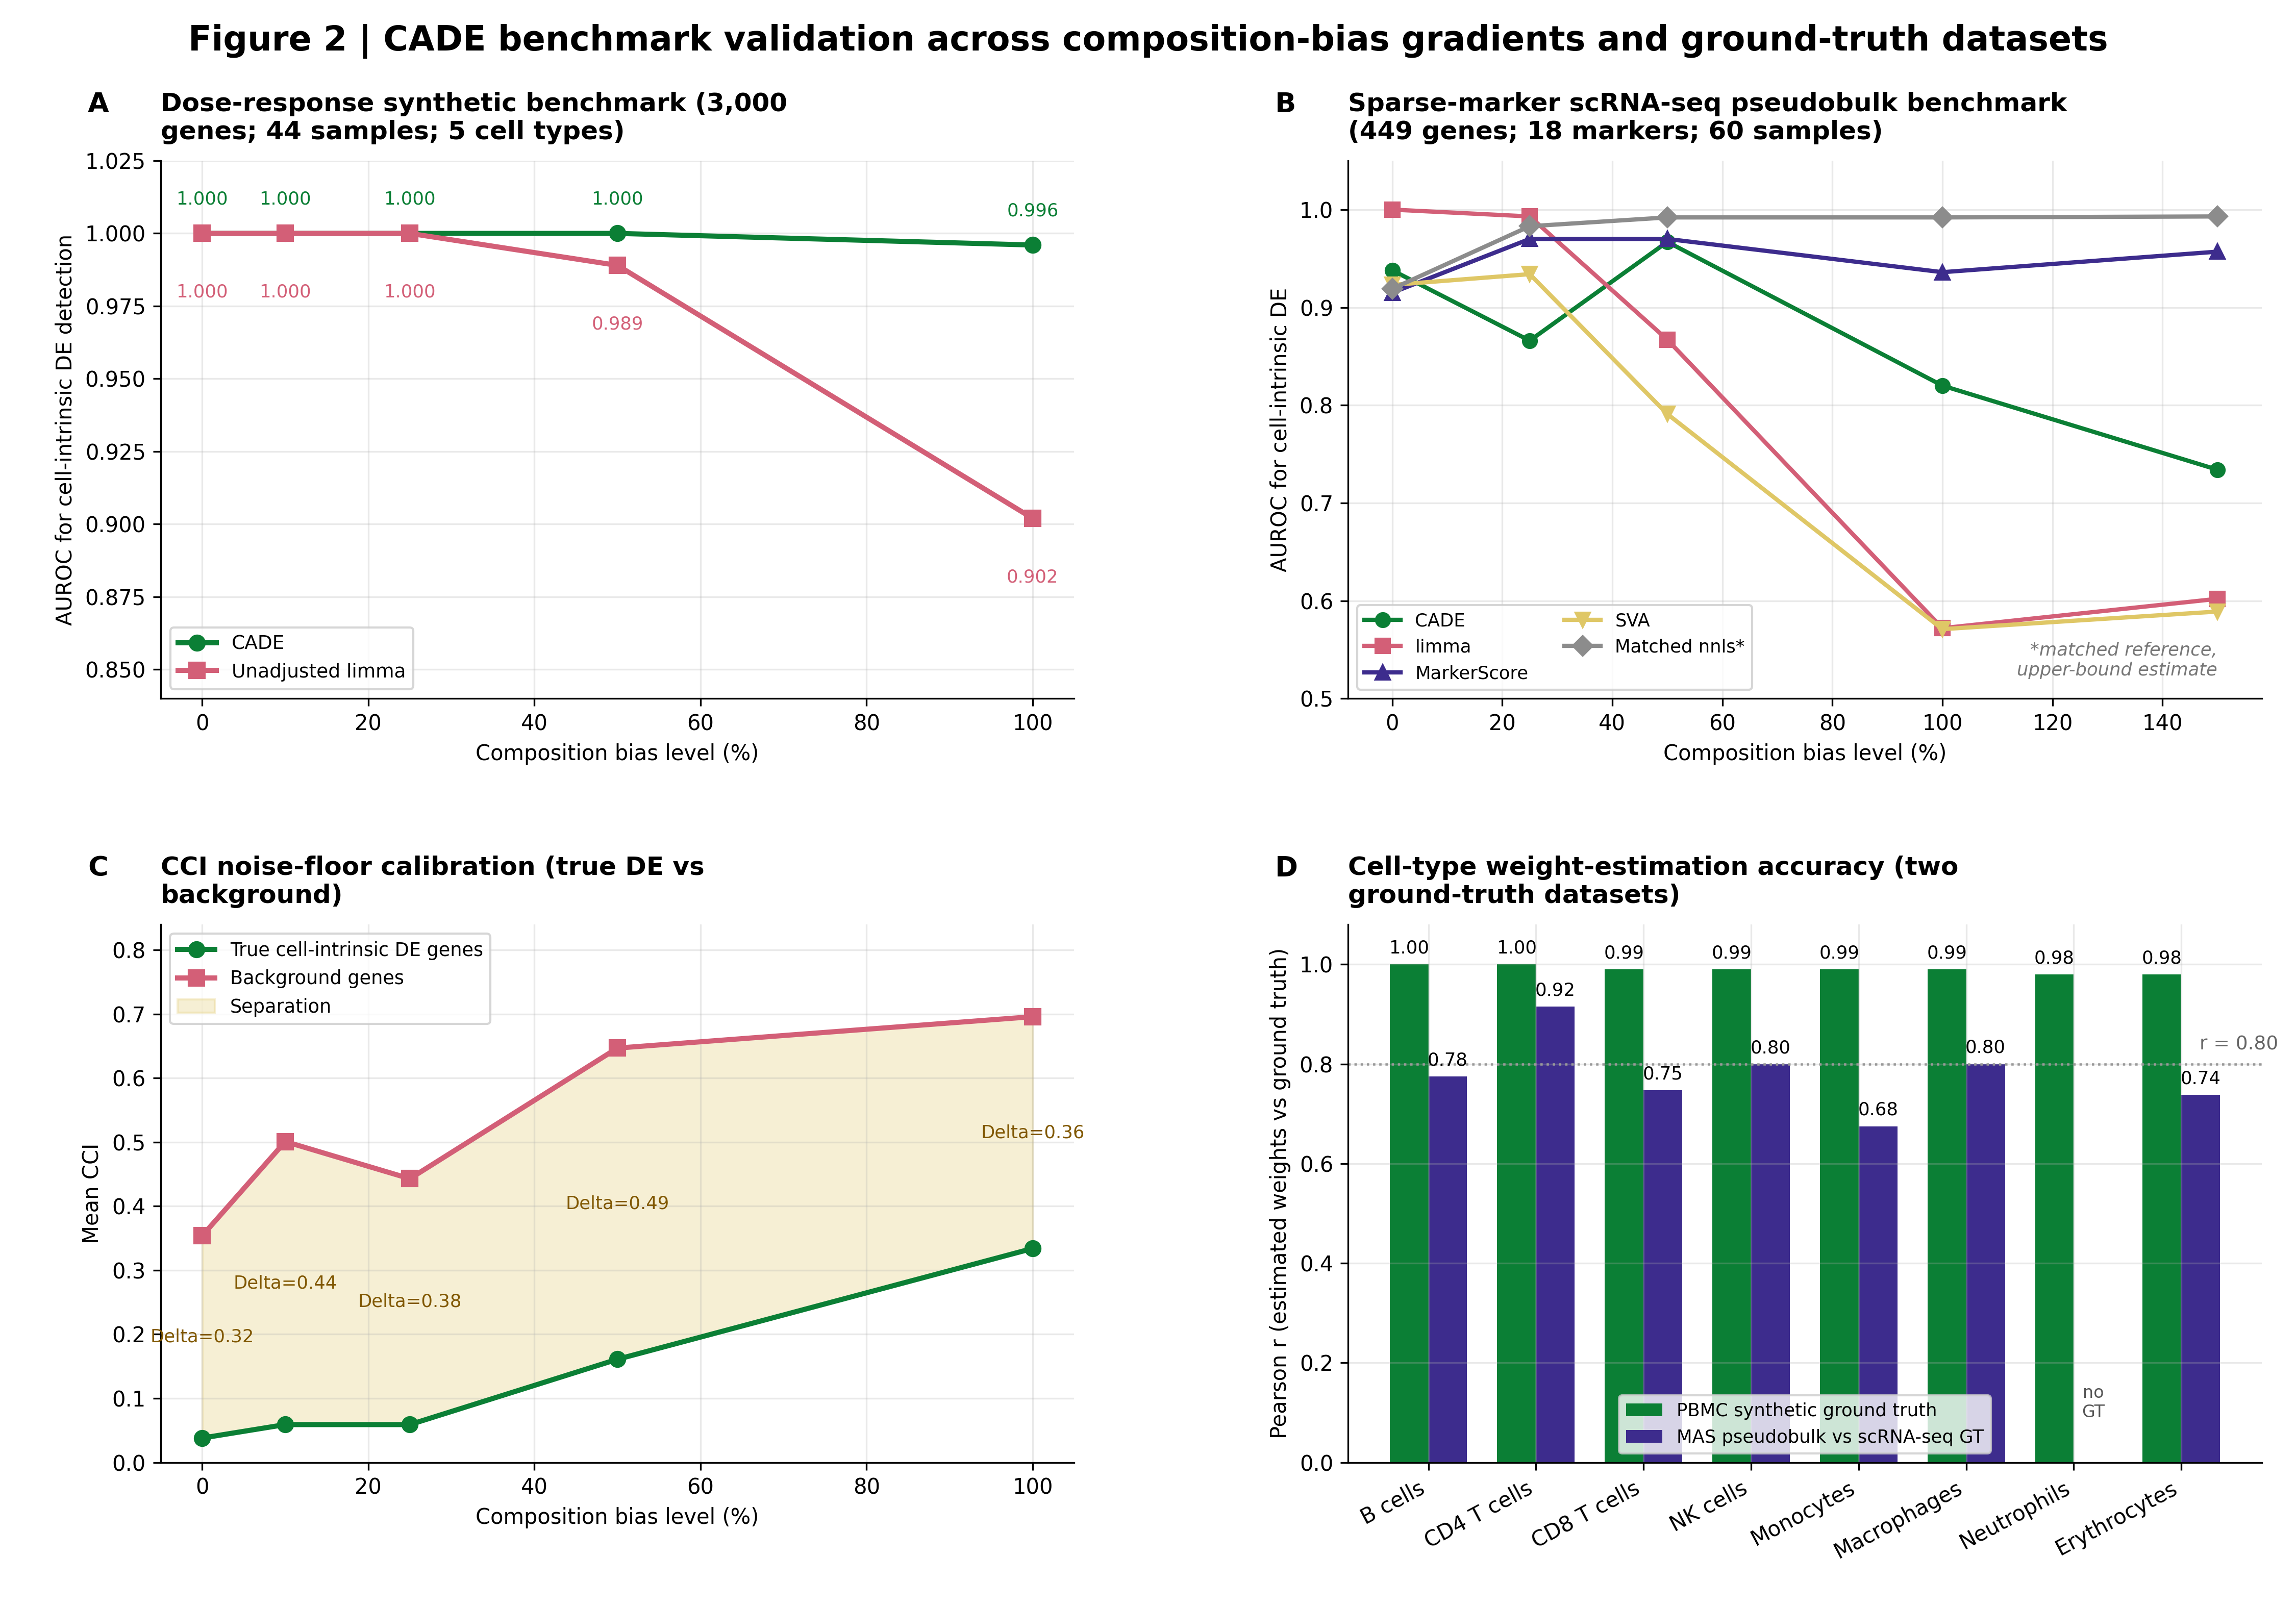 Figure 2 | CADE benchmark validation across composition-bias gradients and ground-truth datasets
A
Dose-response synthetic benchmark (3,000
genes; 44 samples; 5 cell types)
AUROC for cell-intrinsic DE detection
1.025
1.000
0.975
0.950
0.925
0.900
0.875
0.850
1.000
1.000
1.000
1.000
0.996
1.000
1.000
1.000
0.989
0.902
CADE
Unadjusted limma
0
20
40
60
80
100
Composition bias level (%)
B
Sparse-marker scRNA-seq pseudobulk benchmark
(449 genes; 18 markers; 60 samples)
AUROC for cell-intrinsic DE
1.0
0.9
0.8
0.7
0.6
0.5
CADE
limma
MarkerScore
SVA
Matched nnls*
*matched reference,
upper-bound estimate
0
20
40
60
80
100
120
140
Composition bias level (%)
C
CCI noise-floor calibration (true DE vs
background)
Mean CCI
0.8
0.7
0.6
0.5
0.4
0.3
0.2
0.1
0.0
True cell-intrinsic DE genes
Background genes
Separation
Delta=0.32
Delta=0.44
Delta=0.38
Delta=0.49
Delta=0.36
0
20
40
60
80
100
Composition bias level (%)
D
Cell-type weight-estimation accuracy (two
ground-truth datasets)
Pearson r (estimated weights vs ground truth)
1.0
0.8
0.6
0.4
0.2
0.0
1.00
0.78
1.00
0.92
0.99
0.75
0.99
0.80
0.99
0.68
0.99
0.80
0.98
no
GT
0.98
0.74
r = 0.80
PBMC synthetic ground truth
MAS pseudobulk vs scRNA-seq GT
B cells
CD4 T cells
CD8 T cells
NK cells
Monocytes
Macrophages
Neutrophils
Erythrocytes